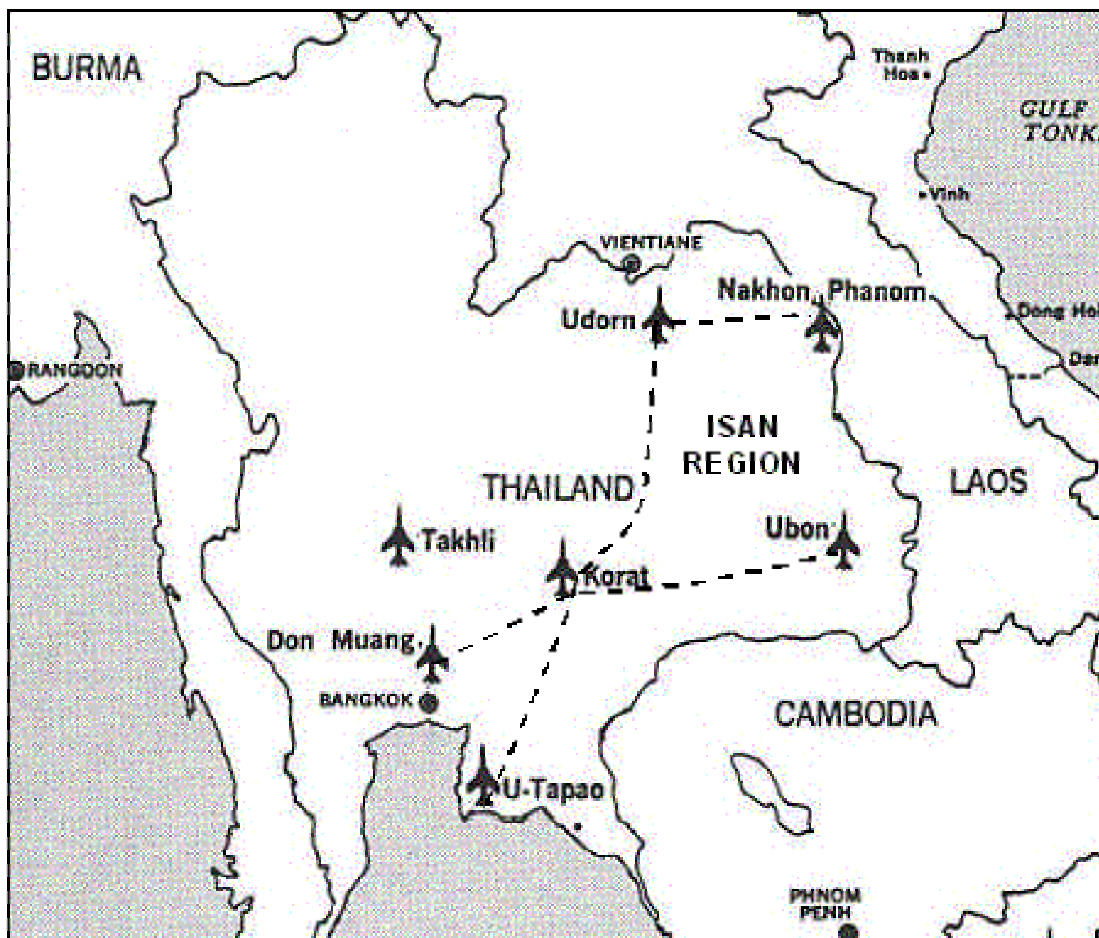 BURMA
Thanh
Hoa
GULF
TONK
Vinh
VIENTIANE
Nakhon Phanom
Udorn
Dong Ho
RANGOON
ISAN
REGION
THAILAND
LAOS
Ubon
Takhli
Korat
Don Muang
BANGKOK
CAMBODIA
U-Tapao
PHNOM
PENH